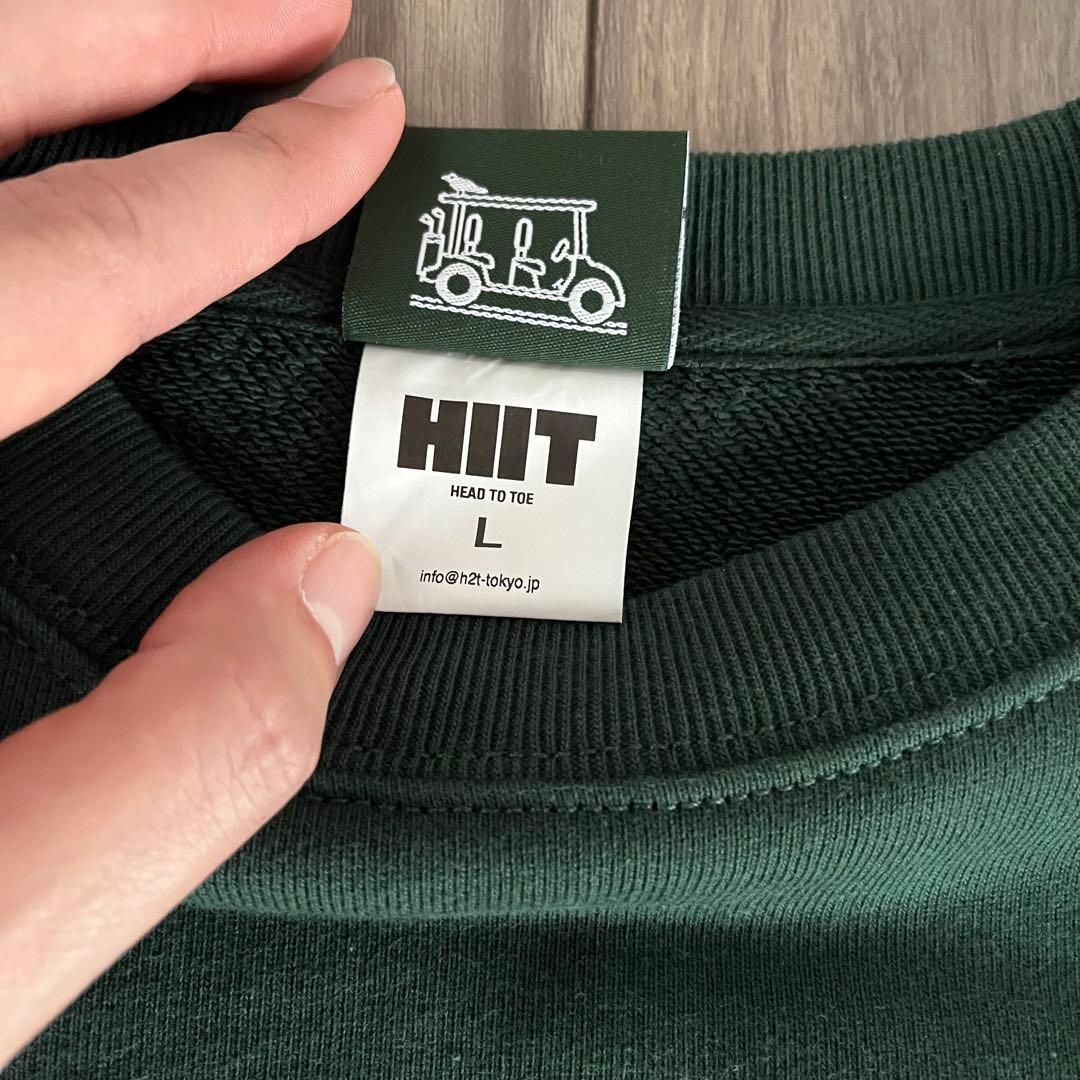 HIIT
HEAD TO TOE
L
info@h2t-tokyo.jp